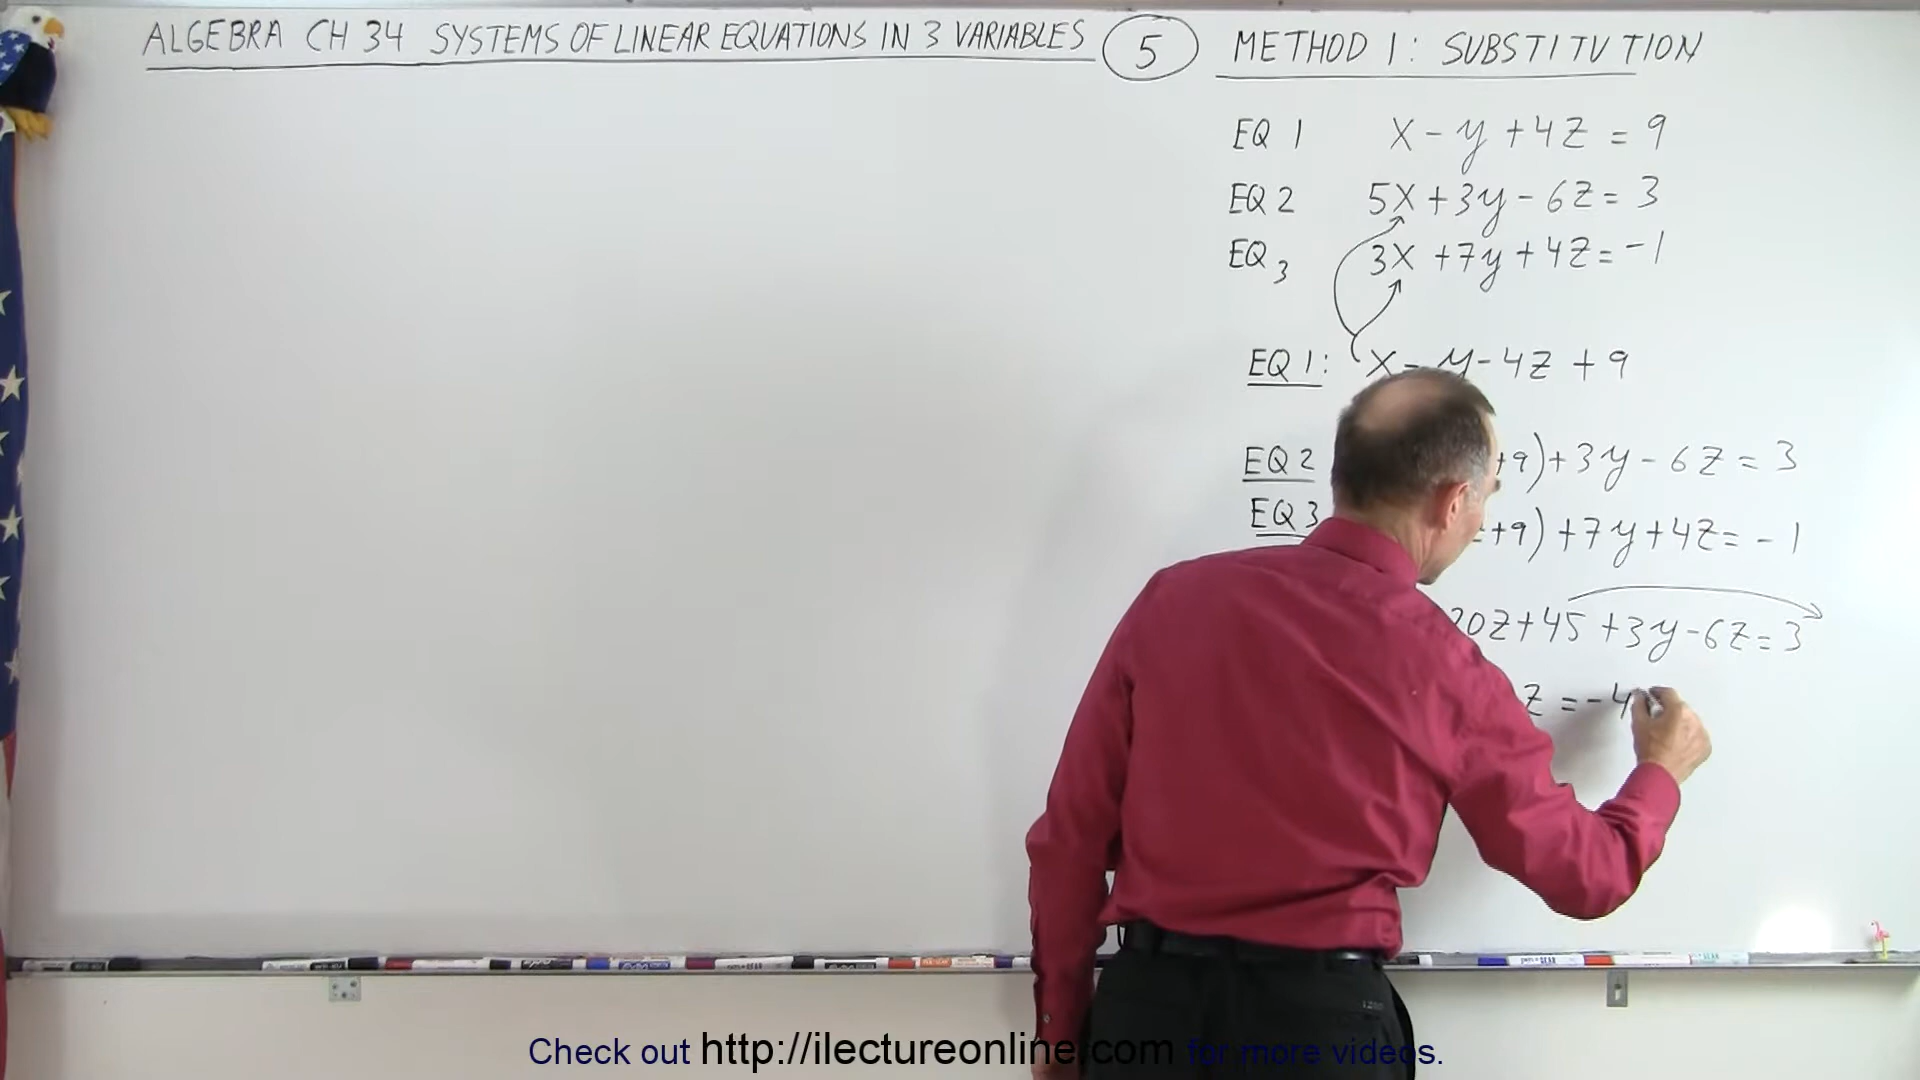 ALGEBRA CH 34 SYSTEMS OF LINEAR EQUATIONS IN 3 VARIABLES 5 METHOD 1: SUBSTITUTION
EQ 1 x - y + 4z = 9
EQ 2 5x + 3y - 6z = 3
EQ 3 3x + 7y + 4z = -1
EQ 1: x = y - 4z + 9
EQ 2 +9) + 3y - 6z = 3
EQ 3 +9) + 7y + 4z = -1
20z + 45 + 3y - 6z = 3
z = -4
Check out http://ilectureonline.com for more videos.